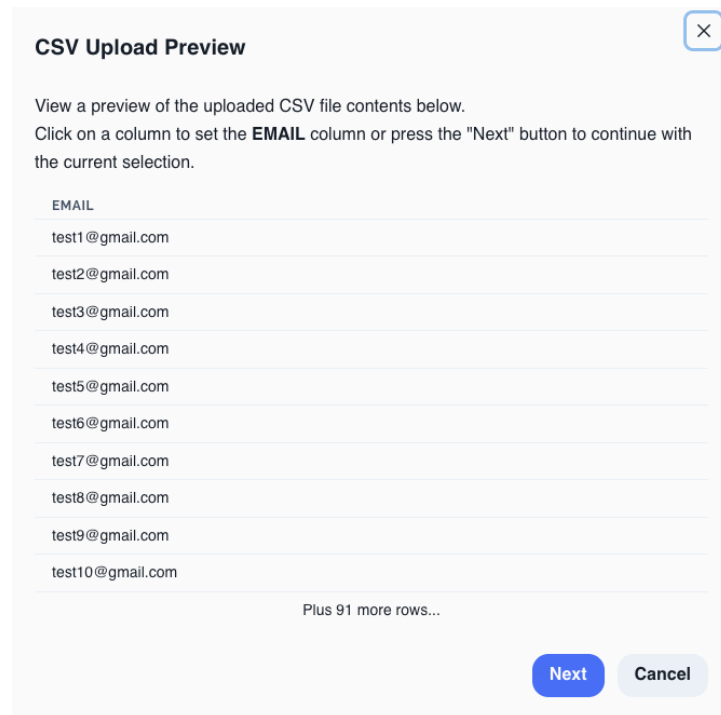 CSV Upload Preview
View a preview of the uploaded CSV file contents below.
Click on a column to set the EMAIL column or press the "Next" button to continue with
the current selection.
EMAIL
test1@gmail.com
test2@gmail.com
test3@gmail.com
test4@gmail.com
test5@gmail.com
test6@gmail.com
test7@gmail.com
test8@gmail.com
test9@gmail.com
test10@gmail.com
Plus 91 more rows...
Next Cancel